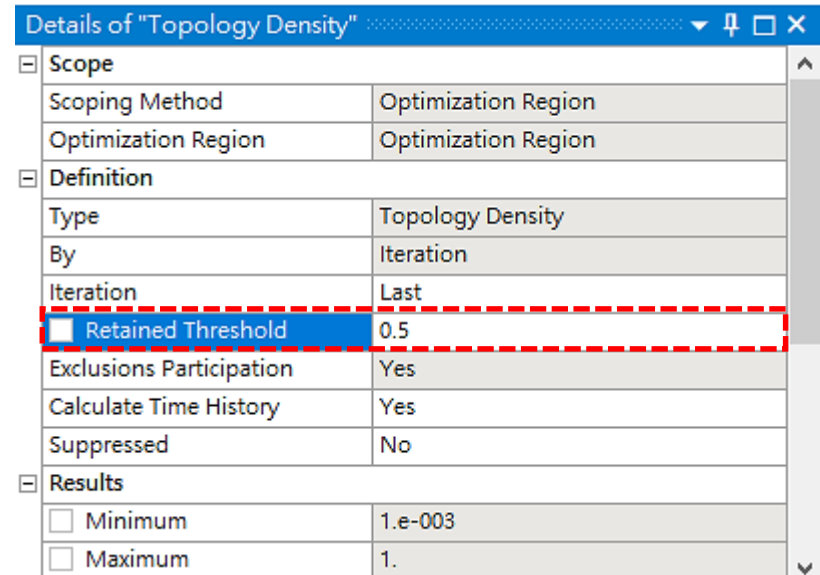 Details of "Topology Density"
Scope
Scoping Method Optimization Region
Optimization Region Optimization Region
Definition
Type Topology Density
By Iteration
Iteration Last
Retained Threshold 0.5
Exclusions Participation Yes
Calculate Time History Yes
Suppressed No
Results
Minimum 1.e-003
Maximum 1.